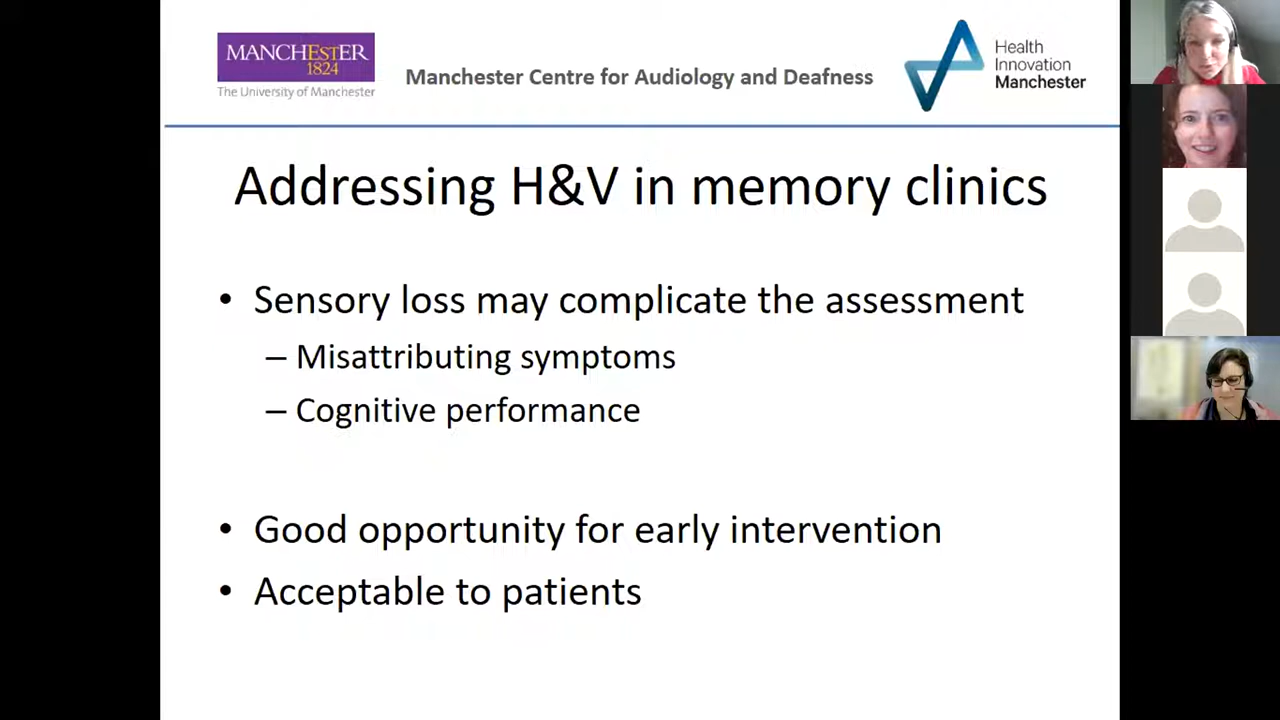 MANCHESTER
1824
The University of Manchester
Manchester Centre for Audiology and Deafness
Health
Innovation
Manchester
Addressing H&V in memory clinics
• Sensory loss may complicate the assessment
– Misattributing symptoms
– Cognitive performance
• Good opportunity for early intervention
• Acceptable to patients